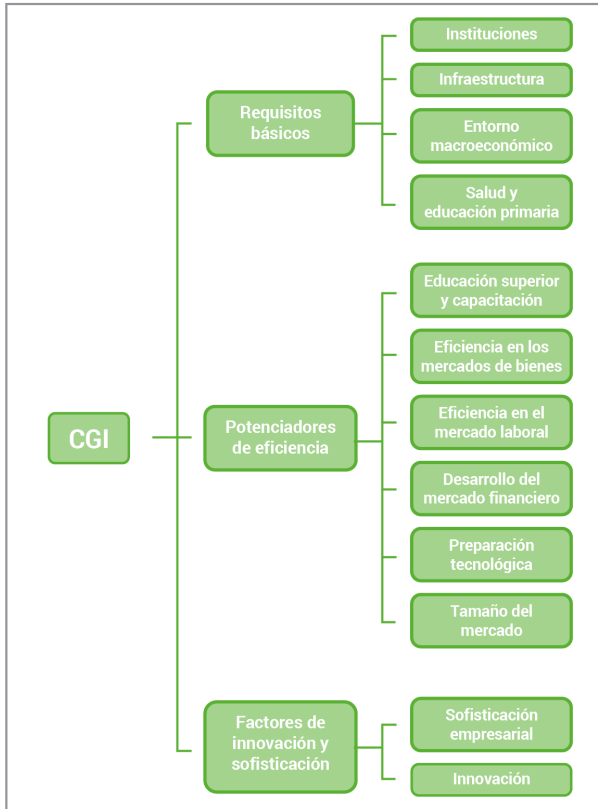 CGI
Requisitos
básicos
Instituciones
Infraestructura
Entorno
macroeconómico
Salud y
educación primaria
Potenciadores
de eficiencia
Educación superior
y capacitación
Eficiencia en los
mercados de bienes
Eficiencia en el
mercado laboral
Desarrollo del
mercado financiero
Preparación
tecnológica
Tamaño del
mercado
Factores de
innovación y
sofisticación
Sofisticación
empresarial
Innovación